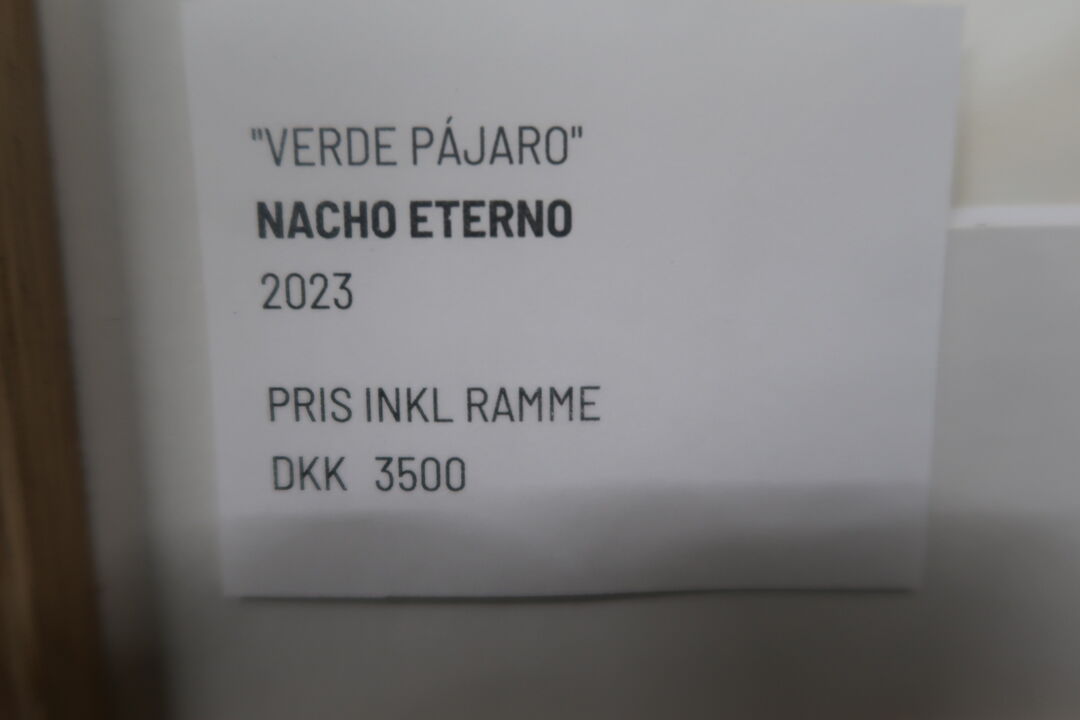 "VERDE PÁJARO"
NACHO ETERNO
2023
PRIS INKL RAMME
DKK 3500